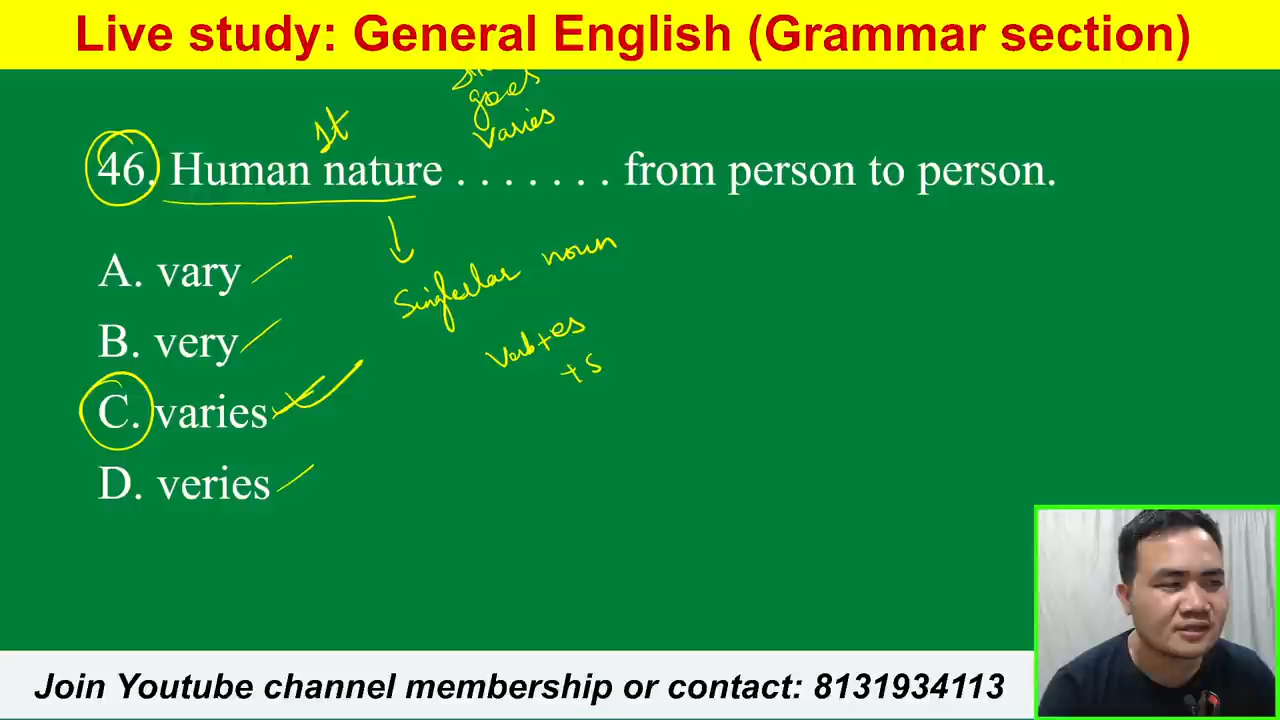 Live study: General English (Grammar section)
goes
varies
1st
46. Human nature . . . . . . . from person to person.
A. vary
Singular noun
B. very
Verb+es
+s
C. varies
D. veries
Join Youtube channel membership or contact: 8131934113